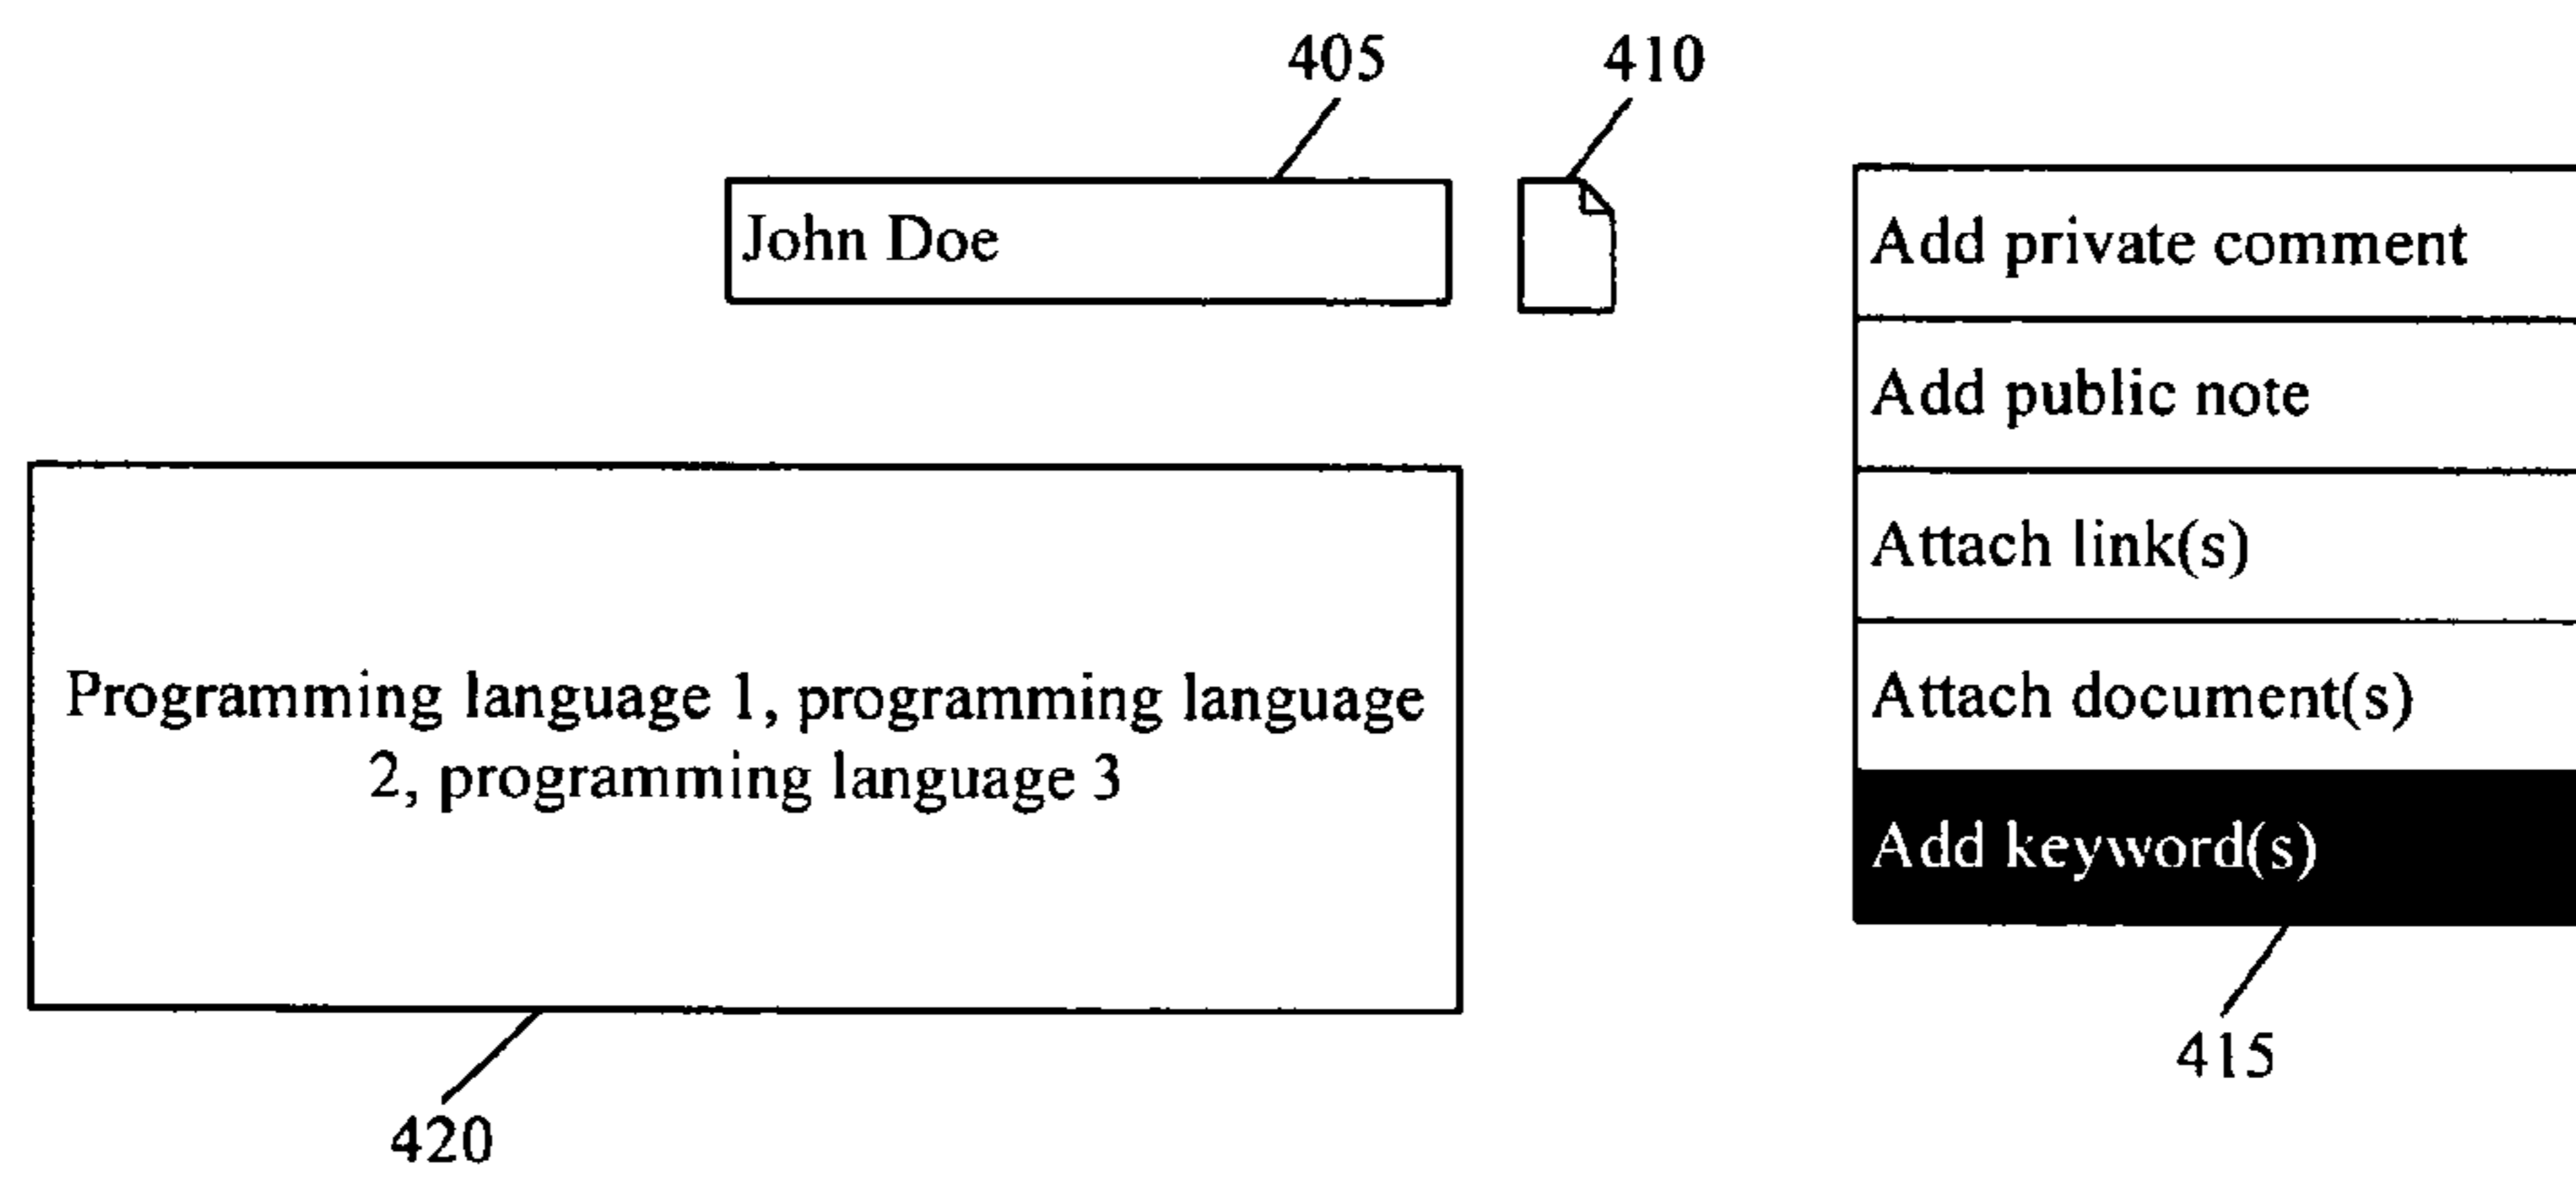 405
410
John Doe
Add private comment
Add public note
Attach link(s)
Attach document(s)
Add keyword(s)
415
Programming language 1, programming language
2, programming language 3
420